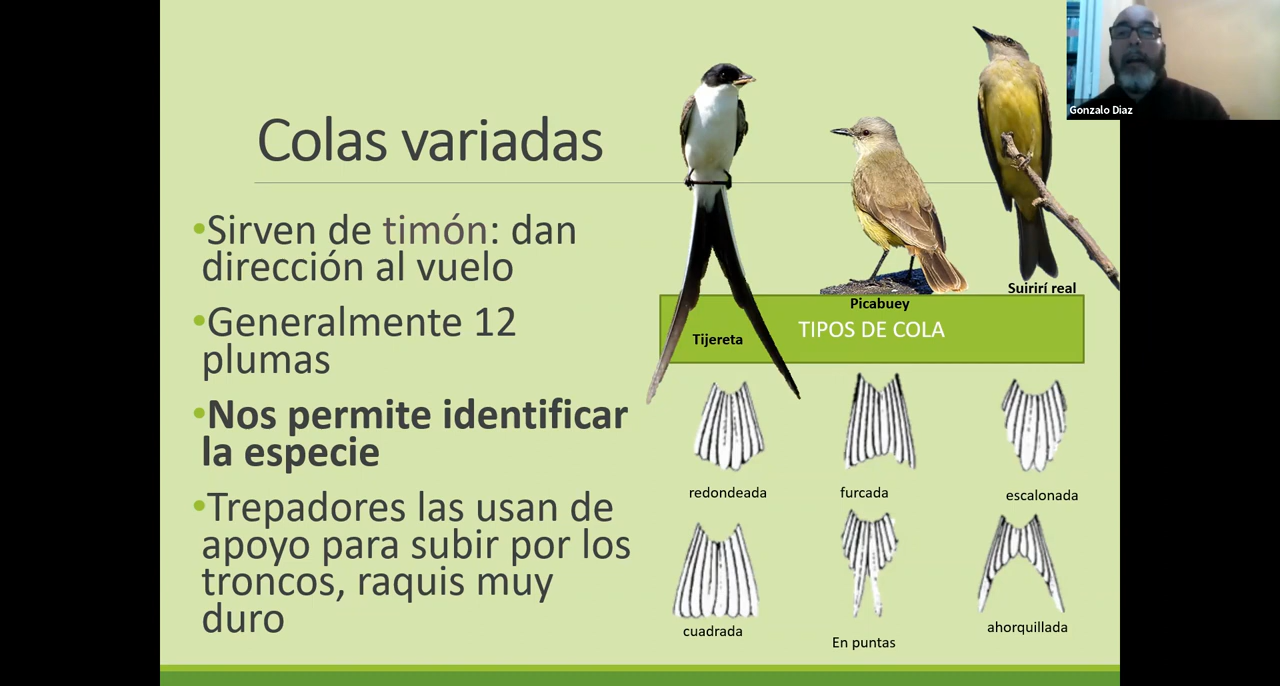 Gonzalo Diaz
Colas variadas
•Sirven de timón: dan
dirección al vuelo
•Generalmente 12
plumas
•Nos permite identificar
la especie
•Trepadores las usan de
apoyo para subir por los
troncos, raquis muy
duro
Suirirí real
Picabuey
Tijereta
TIPOS DE COLA
redondeada
furcada
escalonada
cuadrada
En puntas
ahorquillada